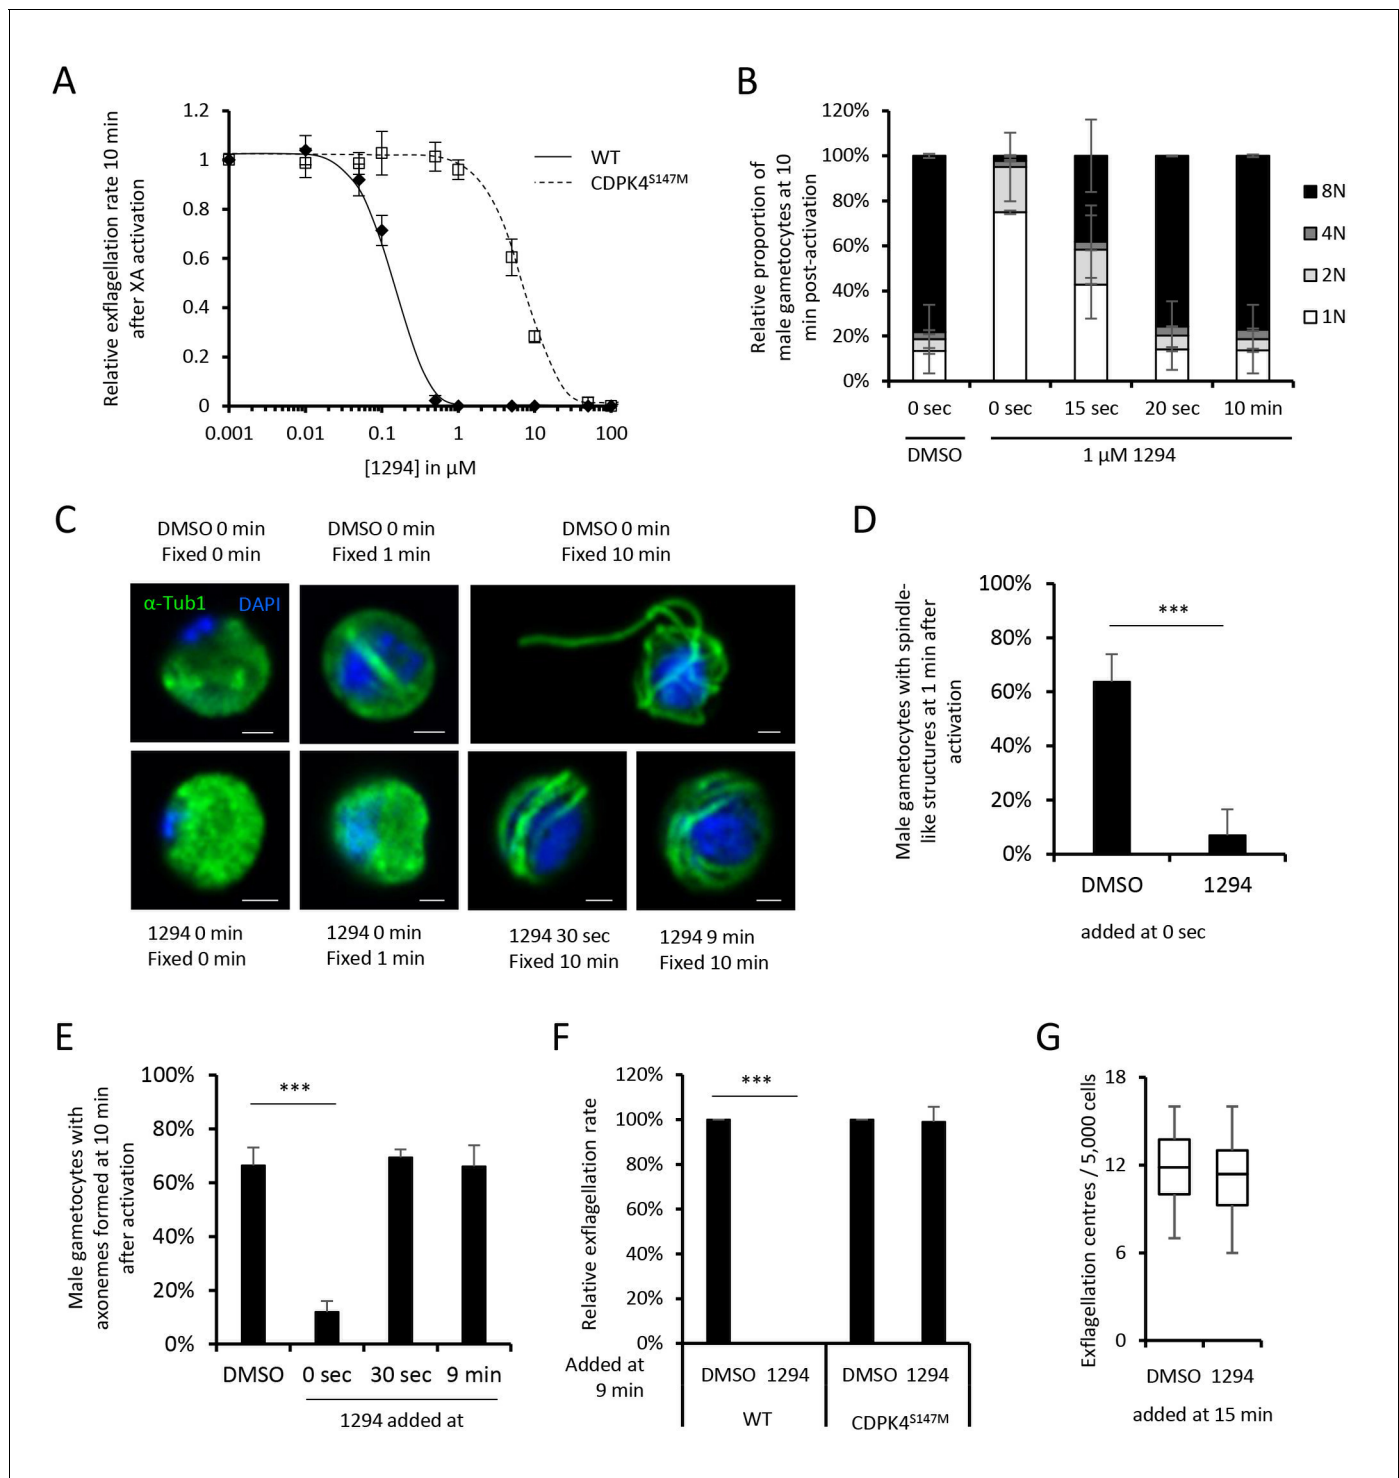 A
Relative exflagellation rate 10 min
after XA activation
1.2
1
0.8
0.6
0.4
0.2
0
0.001 0.01 0.1 1 10 100
[1294] in µM
WT
CDPK4S147M
B
Relative proportion of
male gametocytes at 10
min post-activation
120%
100%
80%
60%
40%
20%
0%
0 sec 0 sec 15 sec 20 sec 10 min
DMSO 1 µM 1294
8N
4N
2N
1N
C
DMSO 0 min
Fixed 0 min
DMSO 0 min
Fixed 1 min
DMSO 0 min
Fixed 10 min
α-Tub1 DAPI
1294 0 min
Fixed 0 min
1294 0 min
Fixed 1 min
1294 30 sec
Fixed 10 min
1294 9 min
Fixed 10 min
D
Male gametocytes with spindle-
like structures at 1 min after
activation
100%
80%
60%
40%
20%
0%
***
DMSO 1294
added at 0 sec
E
Male gametocytes with
axonemes formed at 10 min
after activation
100%
80%
60%
40%
20%
0%
***
DMSO 0 sec 30 sec 9 min
1294 added at
F
Relative exflagellation rate
120%
100%
80%
60%
40%
20%
0%
***
Added at
9 min
DMSO 1294 DMSO 1294
WT CDPK4S147M
G
Exflagellation centres / 5,000 cells
18
12
6
0
DMSO 1294
added at 15 min